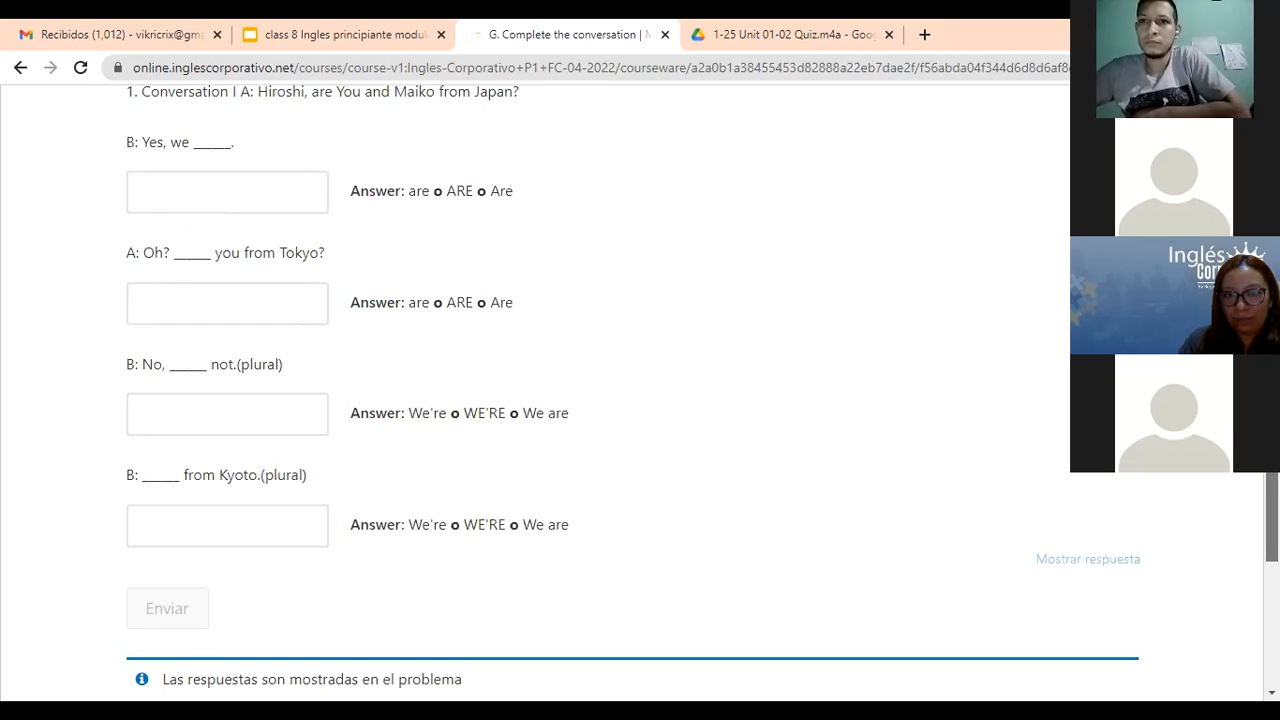 Recibidos (1,012) - vikricrix@gm
class 8 Ingles principiante modul
G. Complete the conversation |
1-25 Unit 01-02 Quiz.m4a - Goo
online.inglescorporativo.net/courses/course-v1:Ingles-Corporativo+P1+FC-04-2022/courseware/a2a0b1a38455453d82888a22eb7dae2f/f56abda04f344d6d8d6af8
1. Conversation I A: Hiroshi, are You and Maiko from Japan?
B: Yes, we ______.
Answer: are o ARE o Are
A: Oh? ______ you from Tokyo?
Answer: are o ARE o Are
B: No, ______ not.(plural)
Answer: We're o WE'RE o We are
B: ______ from Kyoto.(plural)
Answer: We're o WE'RE o We are
Mostrar respuesta
Enviar
Las respuestas son mostradas en el problema
Inglés